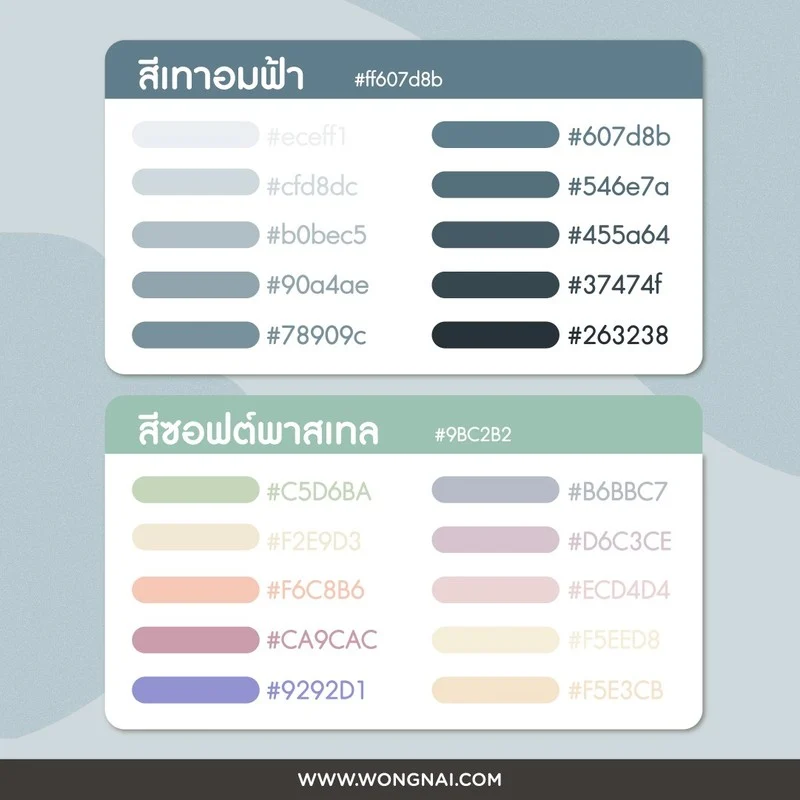 สีเทาอมฟ้า #ff607d8b
#eceff1
#cfd8dc
#b0bec5
#90a4ae
#78909c
#607d8b
#546e7a
#455a64
#37474f
#263238
สีซอฟต์พาสเทล #9BC2B2
#C5D6BA
#F2E9D3
#F6C8B6
#CA9CAC
#9292D1
#B6BBC7
#D6C3CE
#ECD4D4
#F5EED8
#F5E3CB
WWW.WONGNAI.COM